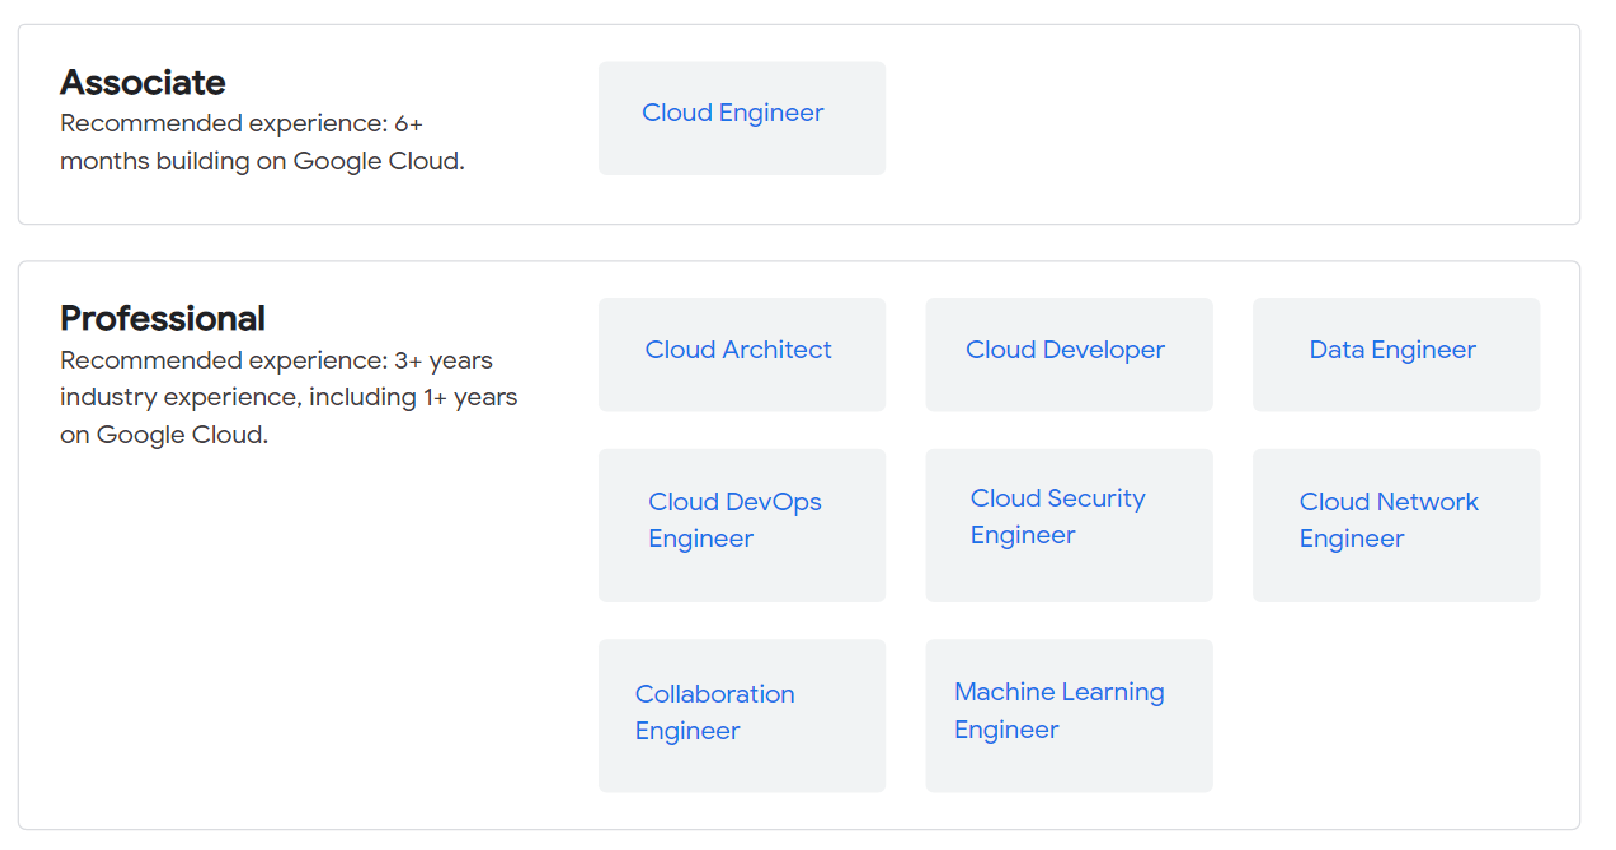 Associate
Recommended experience: 6+
months building on Google Cloud.
Cloud Engineer
Professional
Recommended experience: 3+ years
industry experience, including 1+ years
on Google Cloud.
Cloud Architect
Cloud Developer
Data Engineer
Cloud DevOps
Engineer
Cloud Security
Engineer
Cloud Network
Engineer
Collaboration
Engineer
Machine Learning
Engineer